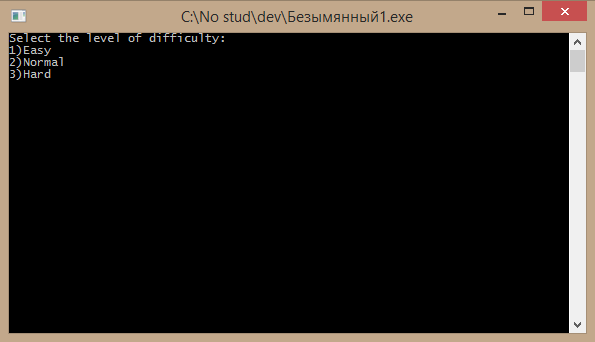 C:\No stud\dev\Безымянный1.exe
Select the level of difficulty:
1)Easy
2)Normal
3)Hard